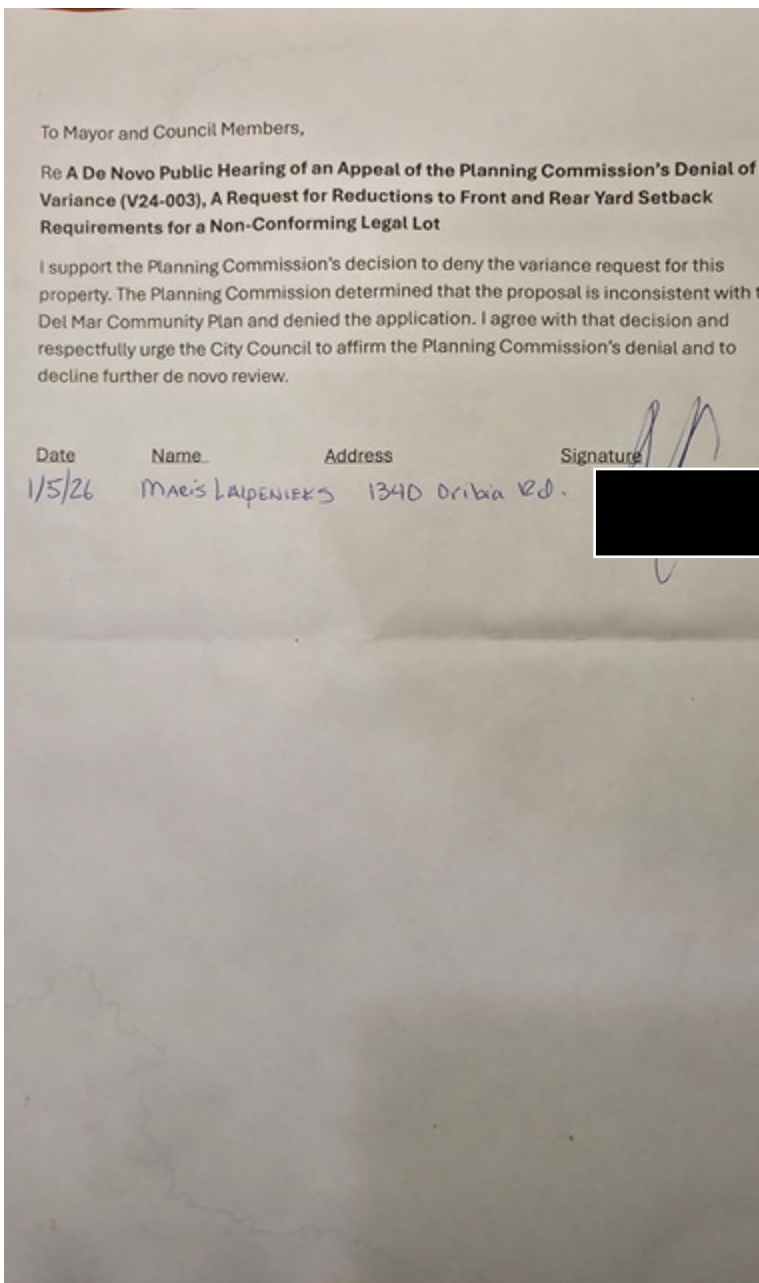 To Mayor and Council Members,
Re A De Novo Public Hearing of an Appeal of the Planning Commission's Denial of
Variance (V24-003), A Request for Reductions to Front and Rear Yard Setback
Requirements for a Non-Conforming Legal Lot
I support the Planning Commission's decision to deny the variance request for this
property. The Planning Commission determined that the proposal is inconsistent with t
Del Mar Community Plan and denied the application. I agree with that decision and
respectfully urge the City Council to affirm the Planning Commission's denial and to
decline further de novo review.
Date Name Address Signature
1/5/26 Maris 1340 Oribia Rd.